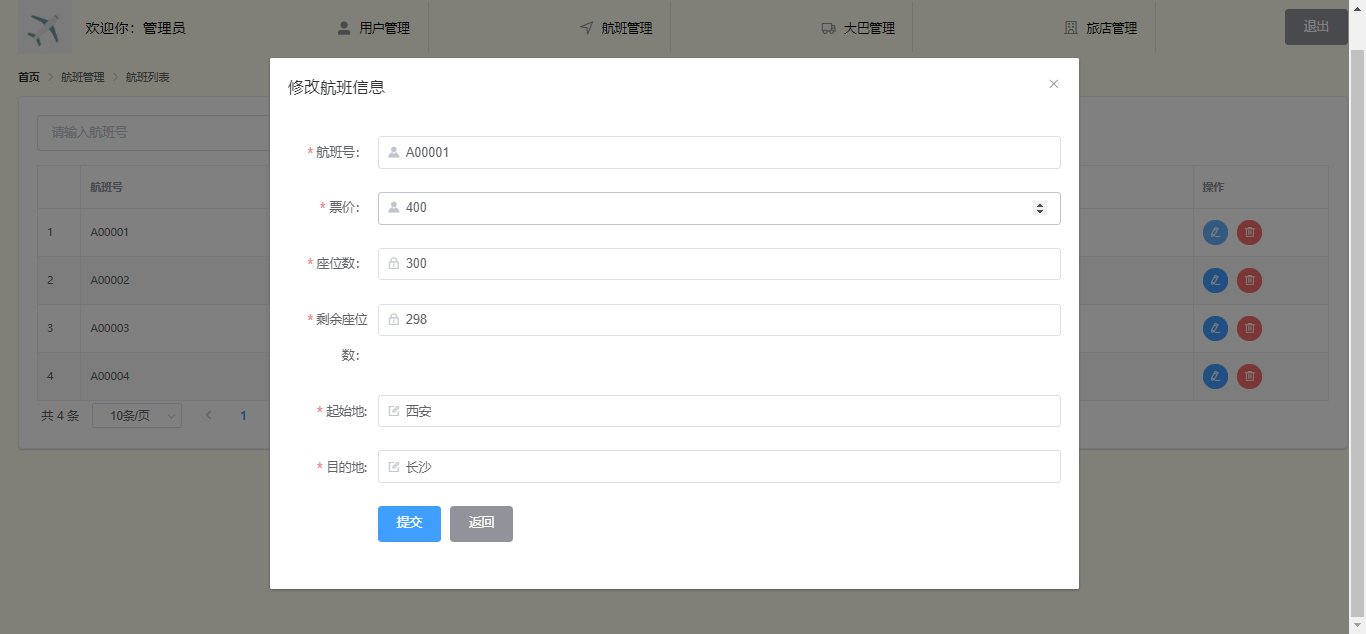 欢迎你：管理员
用户管理
航班管理
大巴管理
旅店管理
退出
首页 > 航班管理 > 航班列表
请输入航班号
航班号
操作
1 A00001
2 A00002
3 A00003
4 A00004
共 4 条 10条/页 < 1
修改航班信息
*航班号： A00001
*票价： 400
*座位数： 300
*剩余座位数： 298
*起始地: 西安
*目的地: 长沙
提交 返回